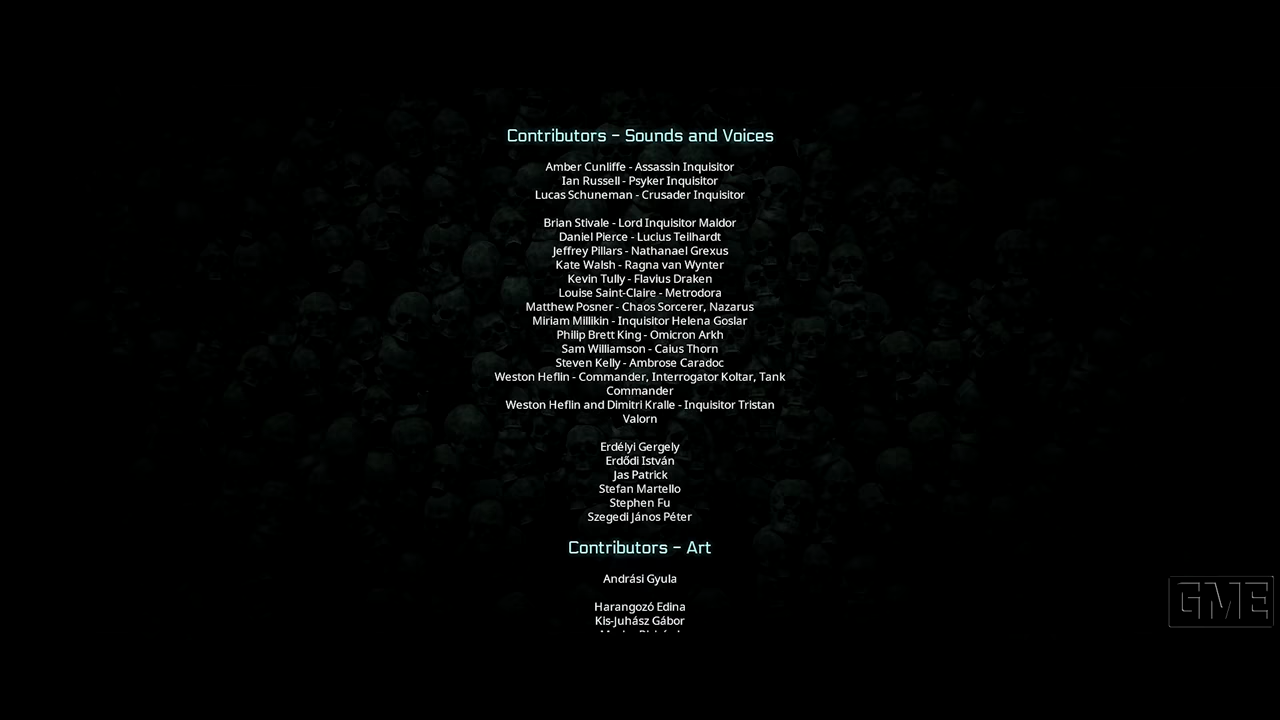 Contributors - Sounds and Voices
Amber Cunliffe - Assassin Inquisitor
Ian Russell - Psyker Inquisitor
Lucas Schuneman - Crusader Inquisitor
Brian Stivale - Lord Inquisitor Maldor
Daniel Pierce - Lucius Teilhardt
Jeffrey Pillars - Nathanael Grexus
Kate Walsh - Ragna van Wynter
Kevin Tully - Flavius Draken
Louise Saint-Claire - Metrodora
Matthew Posner - Chaos Sorcerer, Nazarus
Miriam Millikin - Inquisitor Helena Goslar
Philip Brett King - Omicron Arkh
Sam Williamson - Caius Thorn
Steven Kelly - Ambrose Caradoc
Weston Heflin - Commander, Interrogator Koltar, Tank
Commander
Weston Heflin and Dimitri Kralle - Inquisitor Tristan
Valorn
Erdélyi Gergely
Erdődi István
Jas Patrick
Stefan Martello
Stephen Fu
Szegedi János Péter
Contributors - Art
Andrási Gyula
Harangozó Edina
Kis-Juhász Gábor
GME